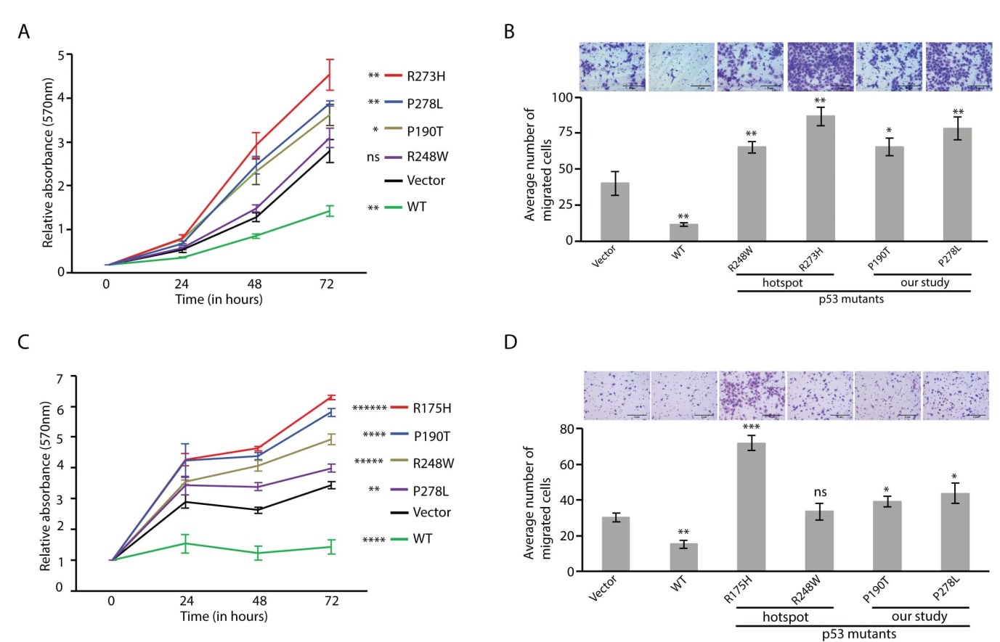 A
Relative absorbance (570nm)
5
4
3
2
1
0
0 24 48 72
Time (in hours)
** R273H
** P278L
* P190T
ns R248W
Vector
** WT
B
Average number of
migrated cells
100
75
50
25
0
**
**
**
*
**
Vector WT R248W R273H P190T P278L
hotspot our study
p53 mutants
C
Relative absorbance (570nm)
7
6
5
4
3
2
1
0
0 24 48 72
Time (in hours)
****** R175H
**** P190T
***** R248W
** P278L
Vector
**** WT
D
Average number of
migrated cells
80
60
40
20
0
**
***
ns
*
*
Vector WT R175H R248W P190T P278L
hotspot our study
p53 mutants